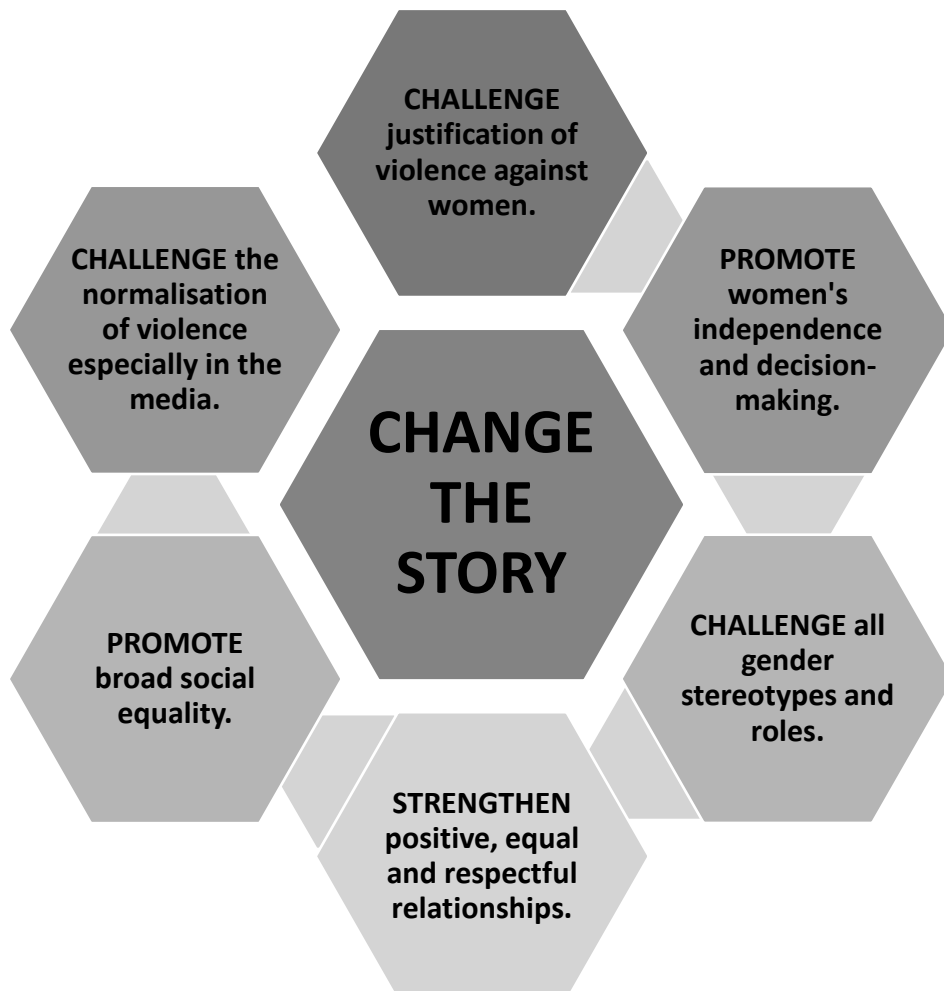 CHALLENGE
justification of
violence against
women.
PROMOTE
women's
independence
and decision-
making.
CHALLENGE all
gender
stereotypes and
roles.
STRENGTHEN
positive, equal
and respectful
relationships.
PROMOTE
broad social
equality.
CHALLENGE the
normalisation
of violence
especially in the
media.
CHANGE
THE
STORY